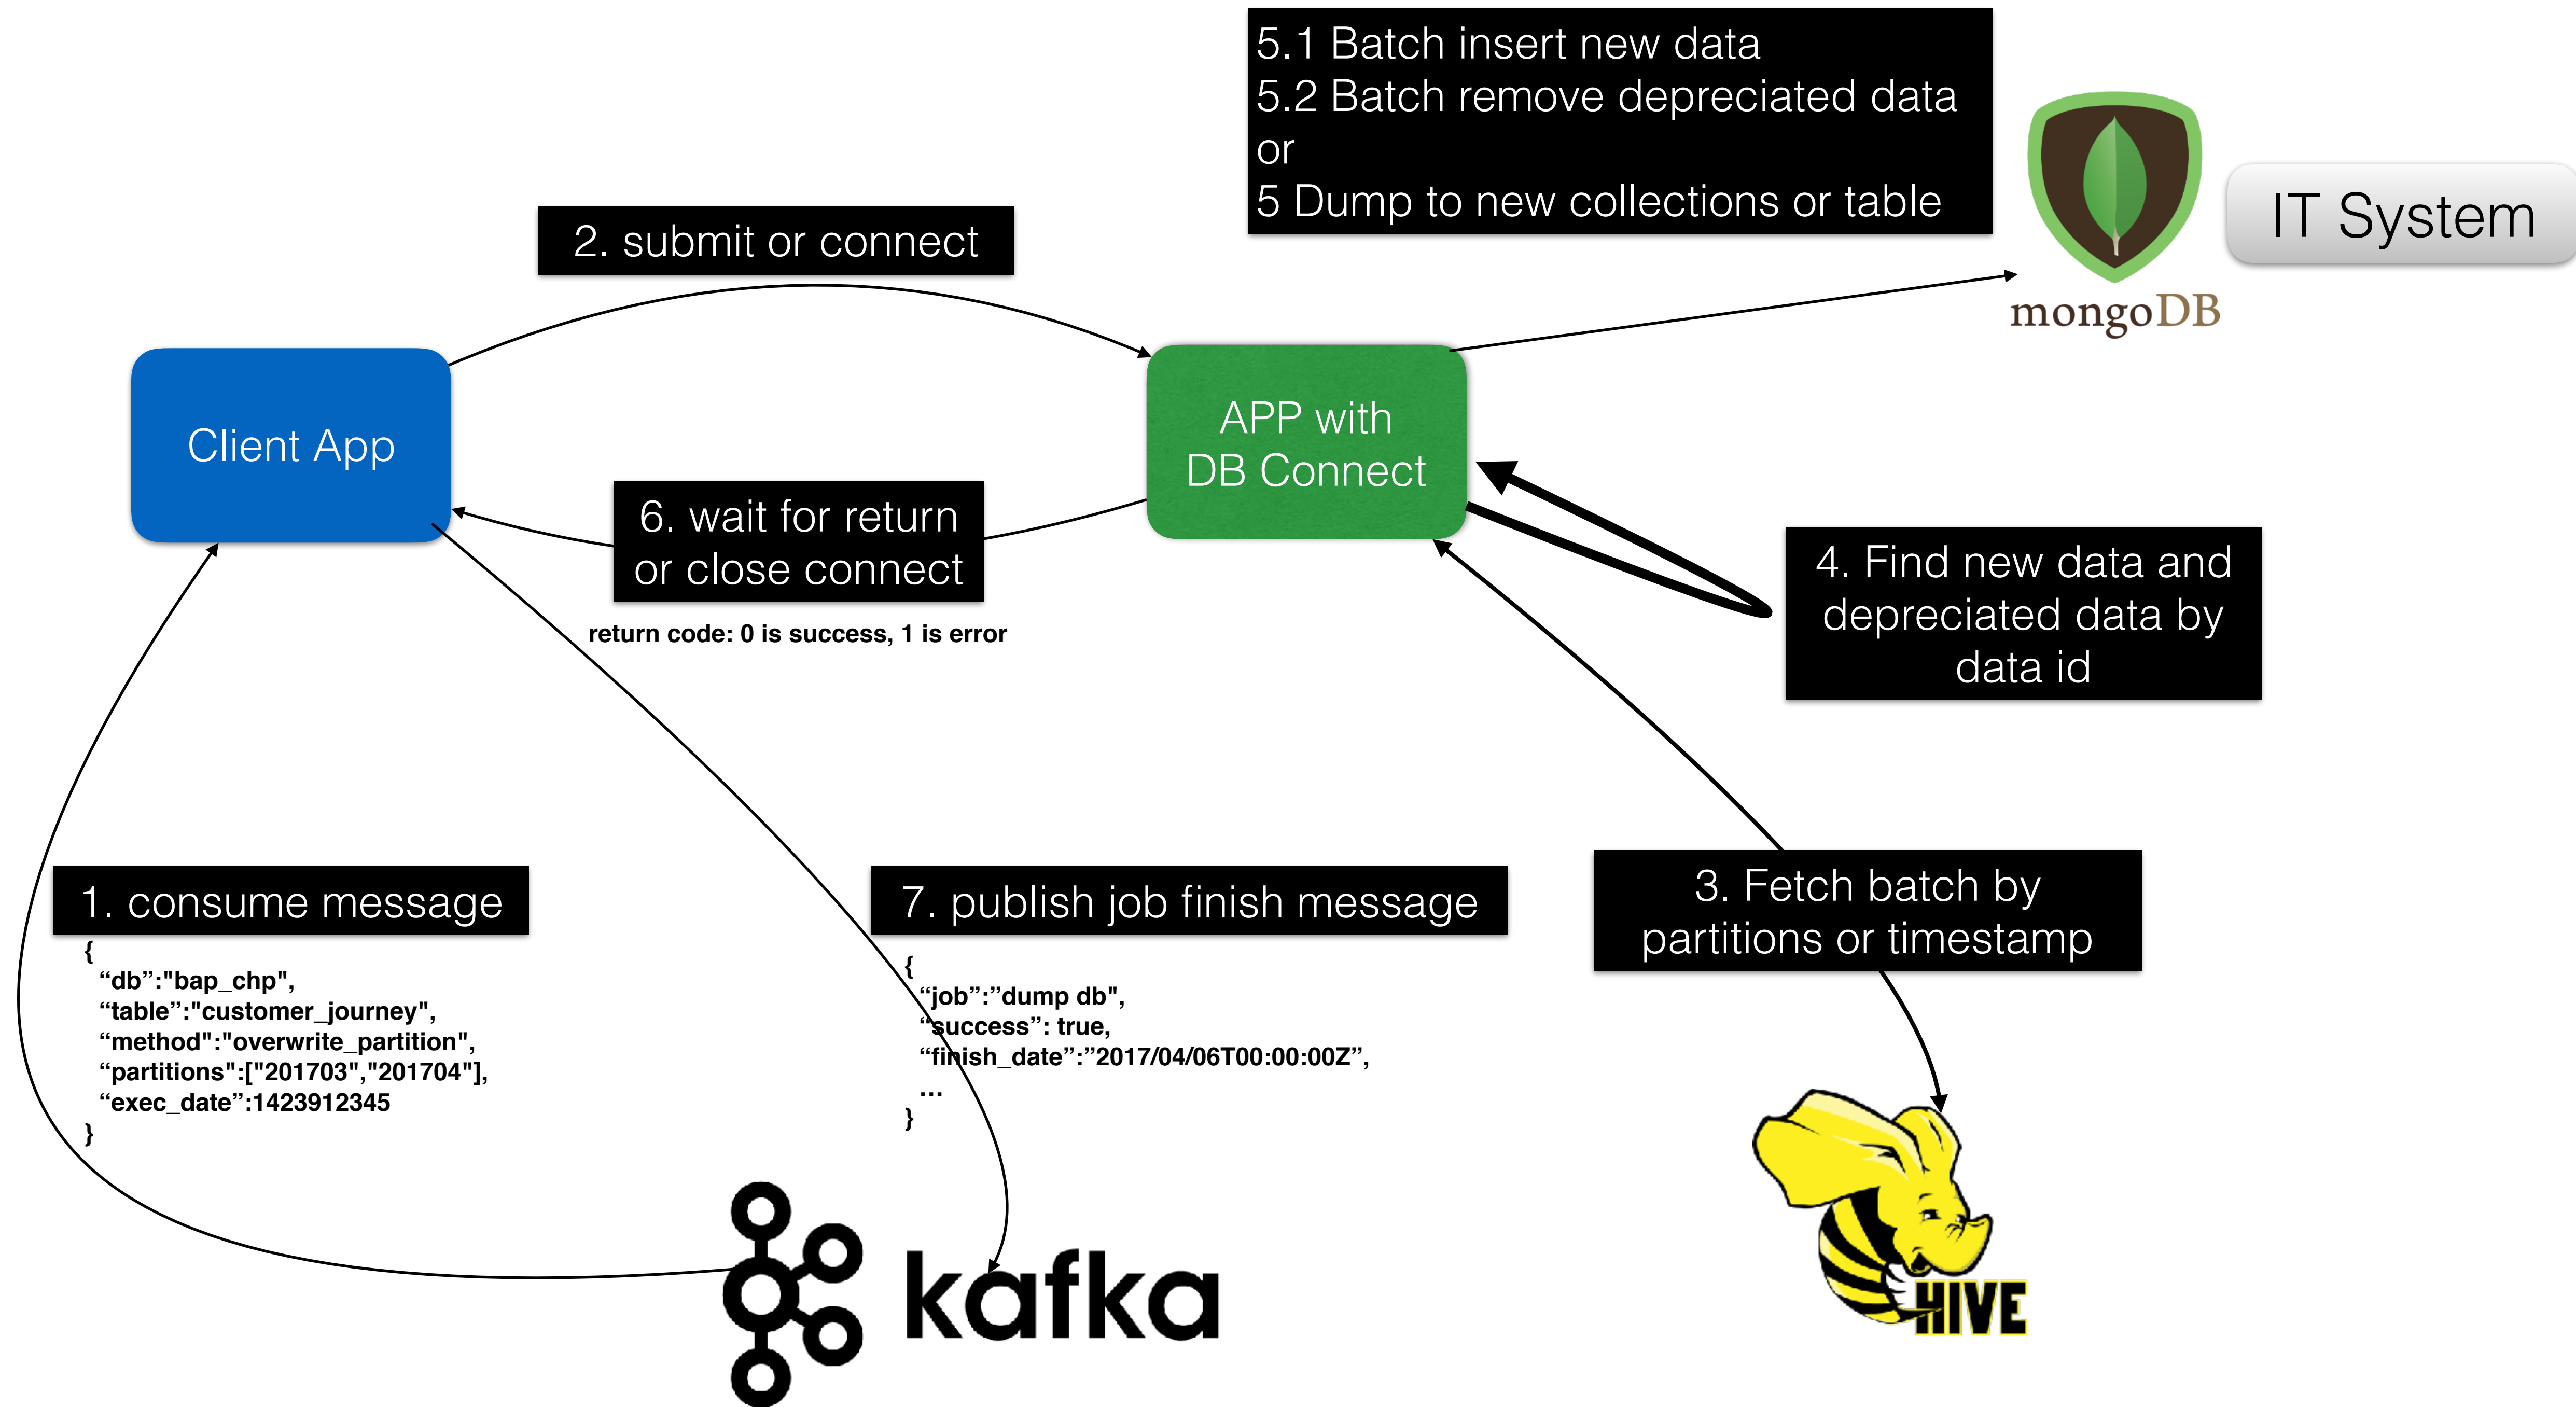 5.1 Batch insert new data
5.2 Batch remove depreciated data
or
5 Dump to new collections or table
mongoDB
IT System
2. submit or connect
Client App
APP with
DB Connect
6. wait for return
or close connect
return code: 0 is success, 1 is error
4. Find new data and
depreciated data by
data id
1. consume message
{
“db”:"bap_chp",
“table”:"customer_journey",
“method":"overwrite_partition",
“partitions":["201703","201704"],
“exec_date”:1423912345
}
7. publish job finish message
{
“job”:”dump db",
“success”: true,
“finish_date”:”2017/04/06T00:00:00Z”,
...
}
3. Fetch batch by
partitions or timestamp
kafka
HIVE